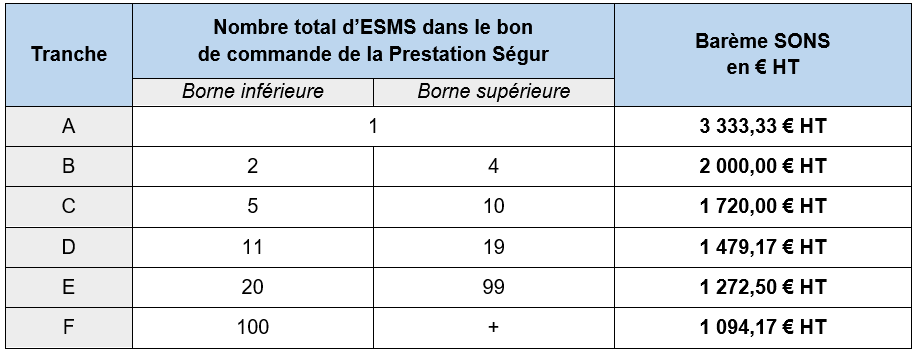 Tranche
Nombre total d’ESMS dans le bon
de commande de la Prestation Ségur
Barème SONS
en € HT
Borne inférieure
Borne supérieure
A
1
3 333,33 € HT
B
2
4
2 000,00 € HT
C
5
10
1 720,00 € HT
D
11
19
1 479,17 € HT
E
20
99
1 272,50 € HT
F
100
+
1 094,17 € HT